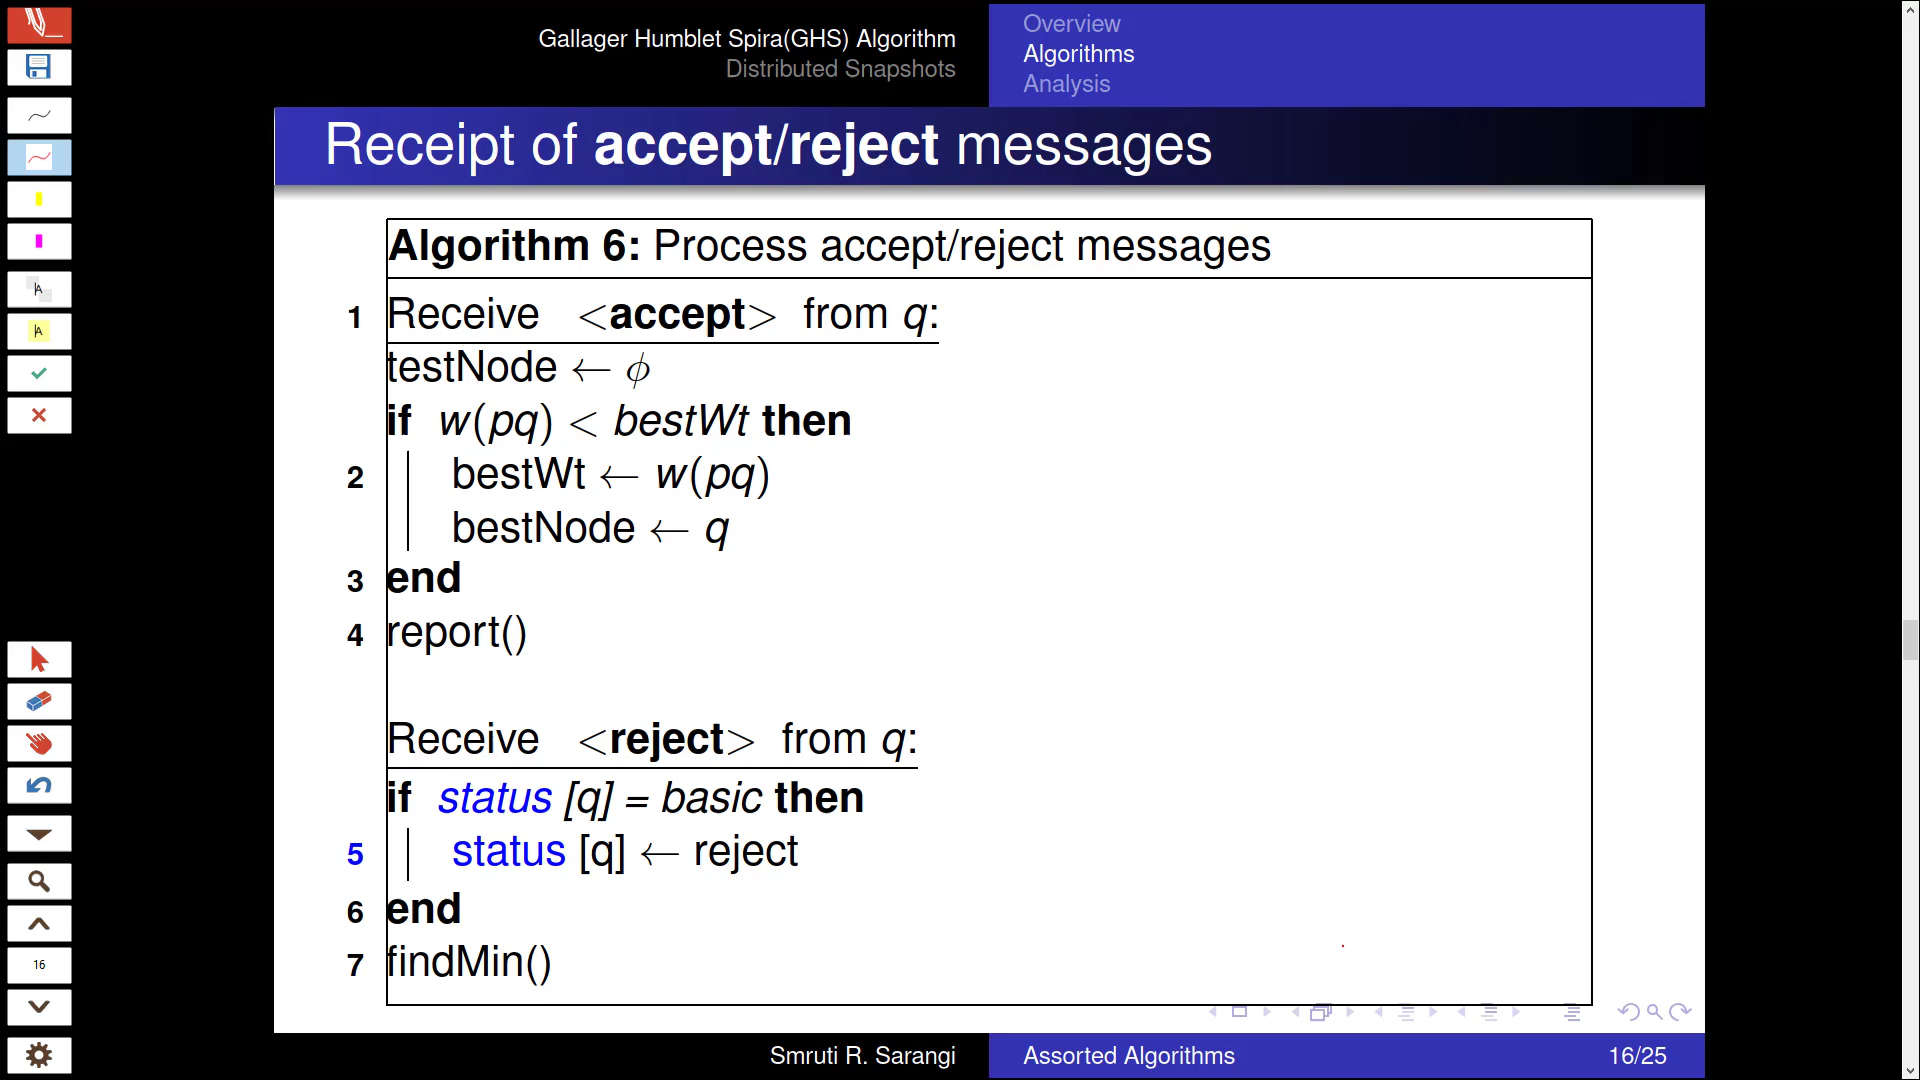 Gallager Humblet Spira(GHS) Algorithm
Distributed Snapshots
Overview
Algorithms
Analysis
Receipt of accept/reject messages
Algorithm 6: Process accept/reject messages
1 Receive <accept> from q:
testNode ← ϕ
if w(pq) < bestWt then
2 bestWt ← w(pq)
bestNode ← q
3 end
4 report()
Receive <reject> from q:
if status [q] = basic then
5 status [q] ← reject
6 end
7 findMin()
A
A
16
Smruti R. Sarangi
Assorted Algorithms
16/25